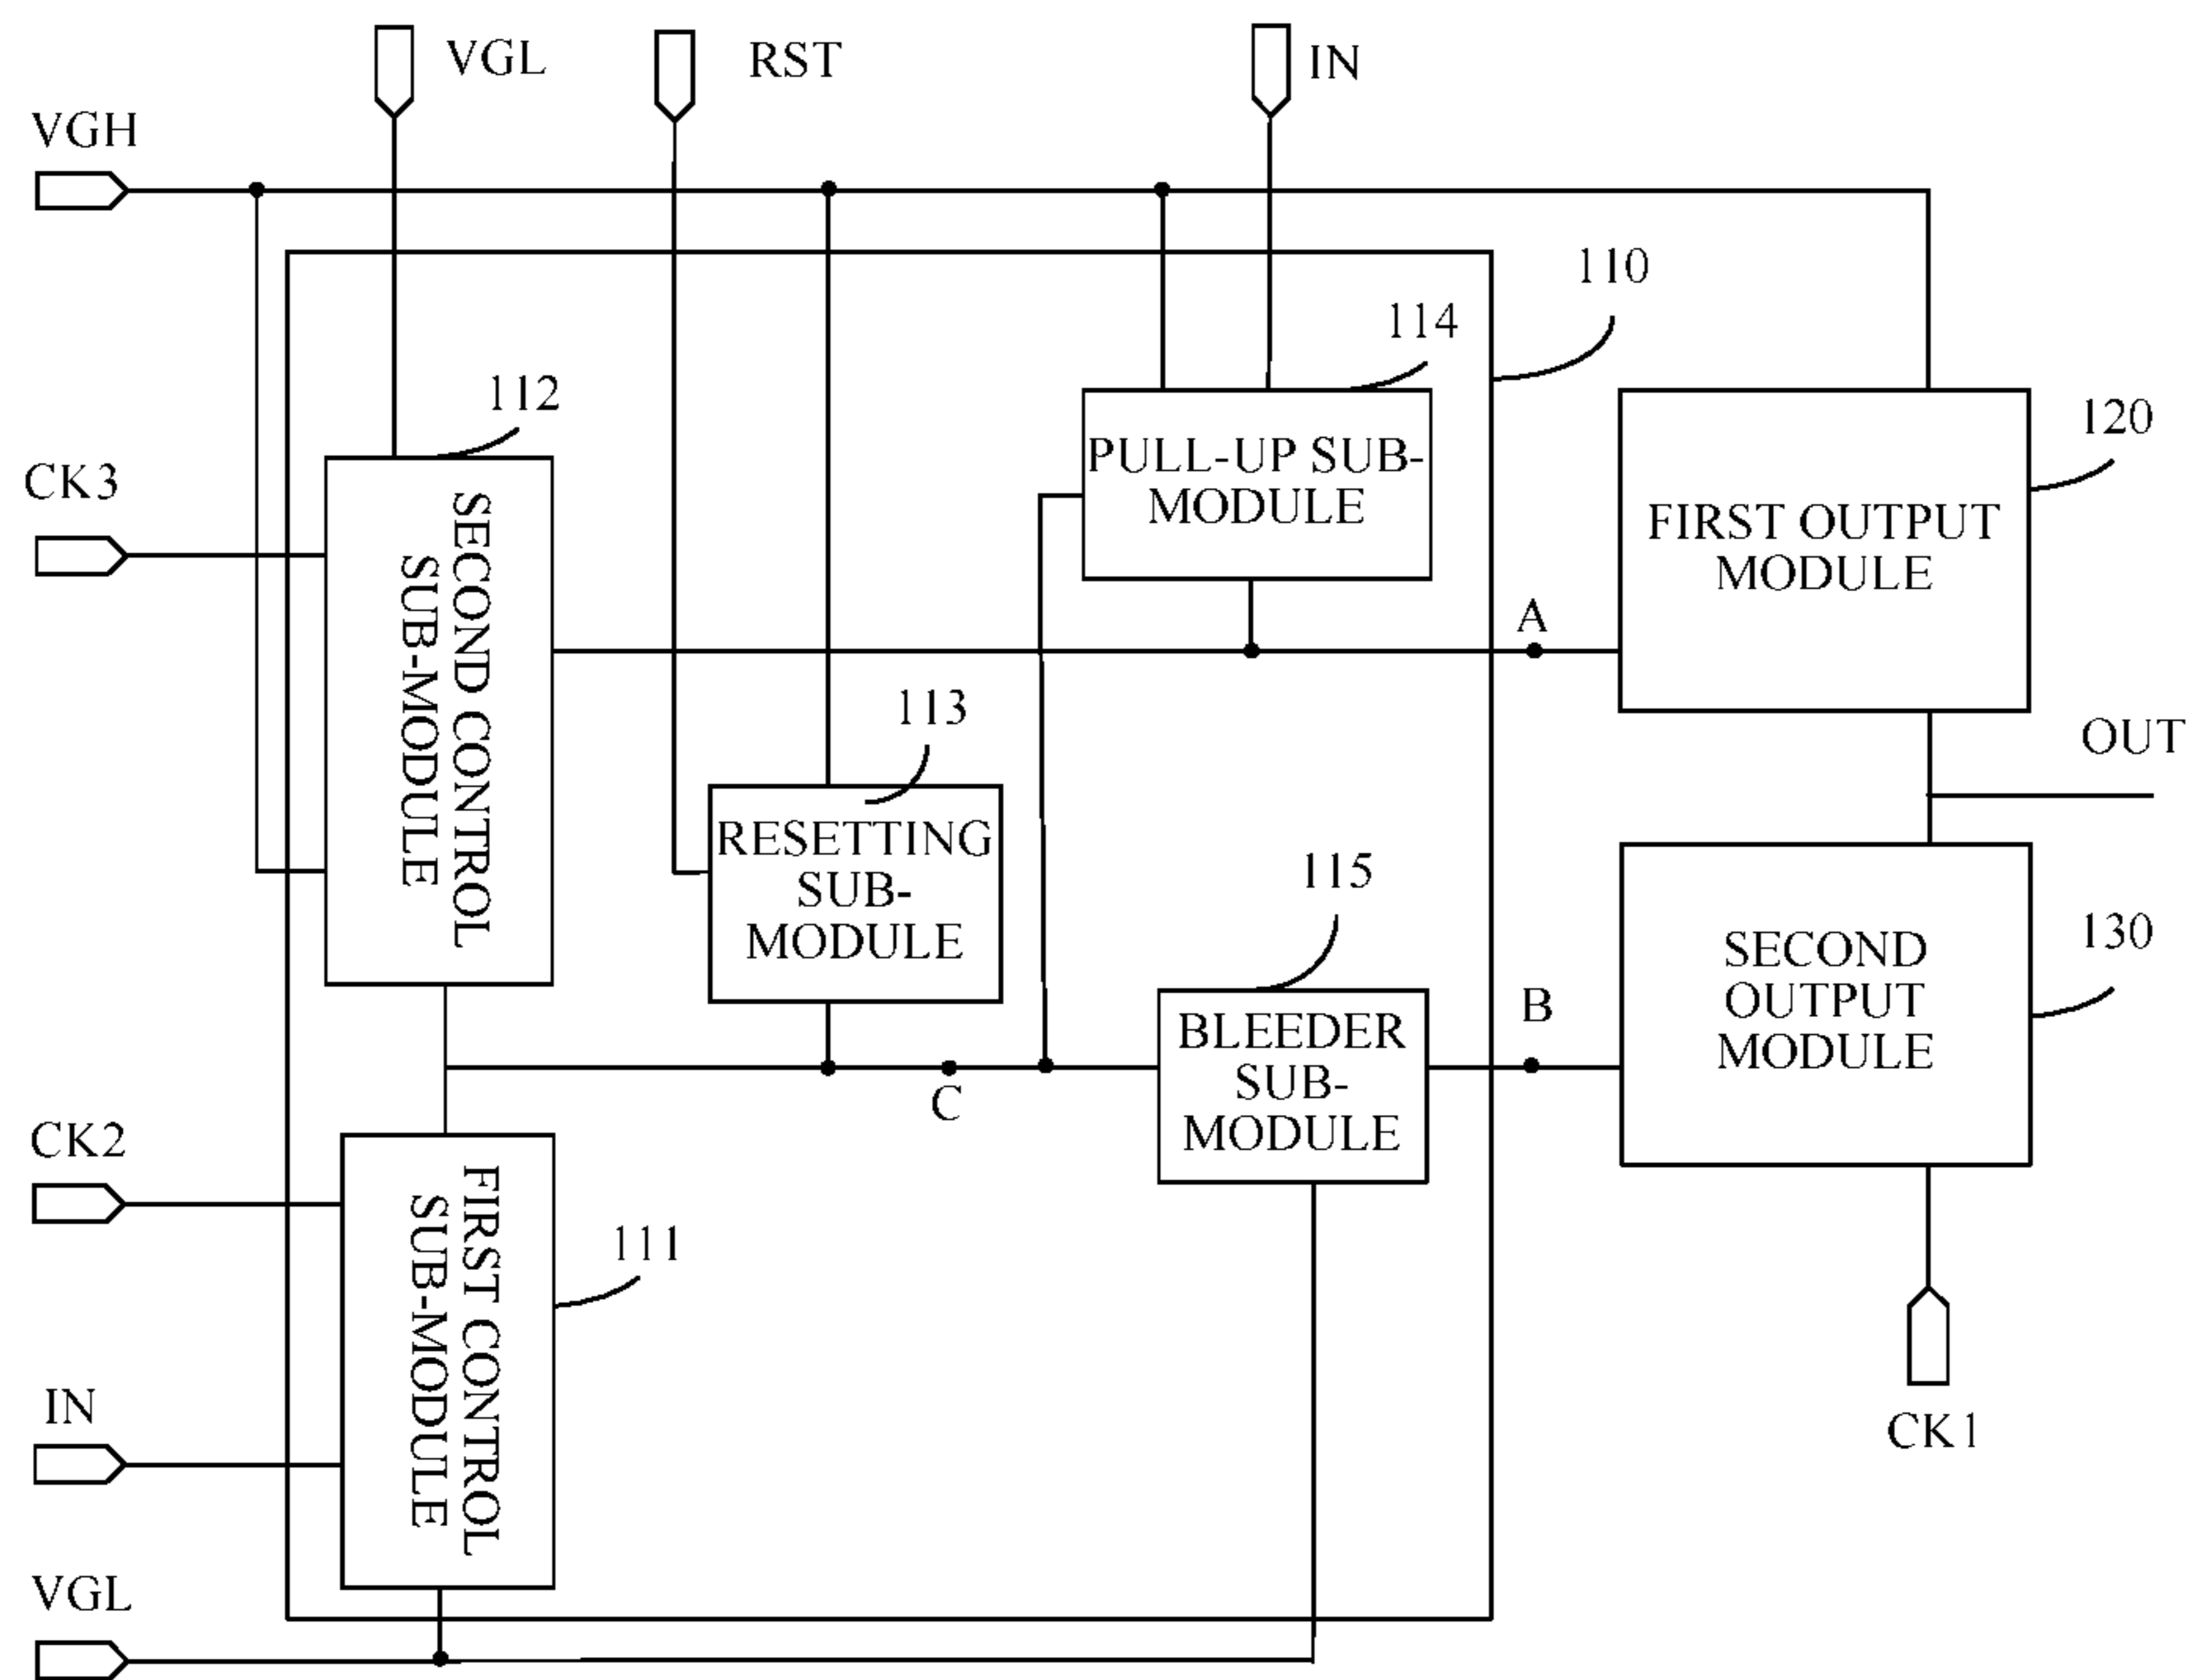 VGL
RST
IN
VGH
110
114
112
120
CK3
PULL-UP SUB-
MODULE
FIRST OUTPUT
MODULE
SECOND CONTROL
SUB-MODULE
A
113
OUT
RESETTING
SUB-
MODULE
115
130
SECOND
OUTPUT
MODULE
B
BLEEDER
SUB-
MODULE
C
CK2
FIRST CONTROL
SUB-MODULE
111
IN
CK1
VGL